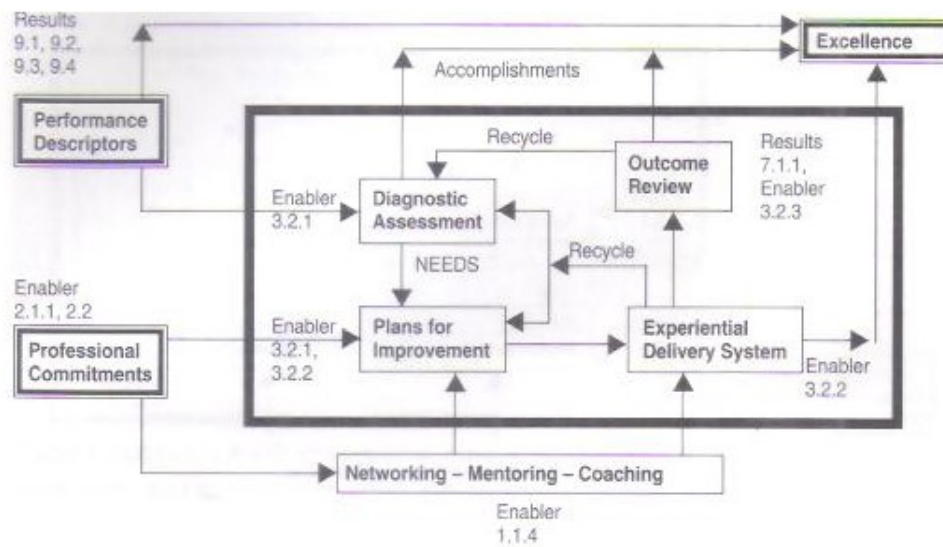 Results
9.1, 9.2,
9.3, 9.4
Excellence
Accomplishments
Performance
Descriptors
Recycle
Outcome
Review
Results
7.1.1,
Enabler
3.2.3
Enabler
3.2.1
Diagnostic
Assessment
Recycle
NEEDS
Enabler
2.1.1, 2.2
Enabler
3.2.1,
3.2.2
Plans for
Improvement
Experiential
Delivery System
Professional
Commitments
Enabler
3.2.2
Networking – Mentoring – Coaching
Enabler
1.1.4